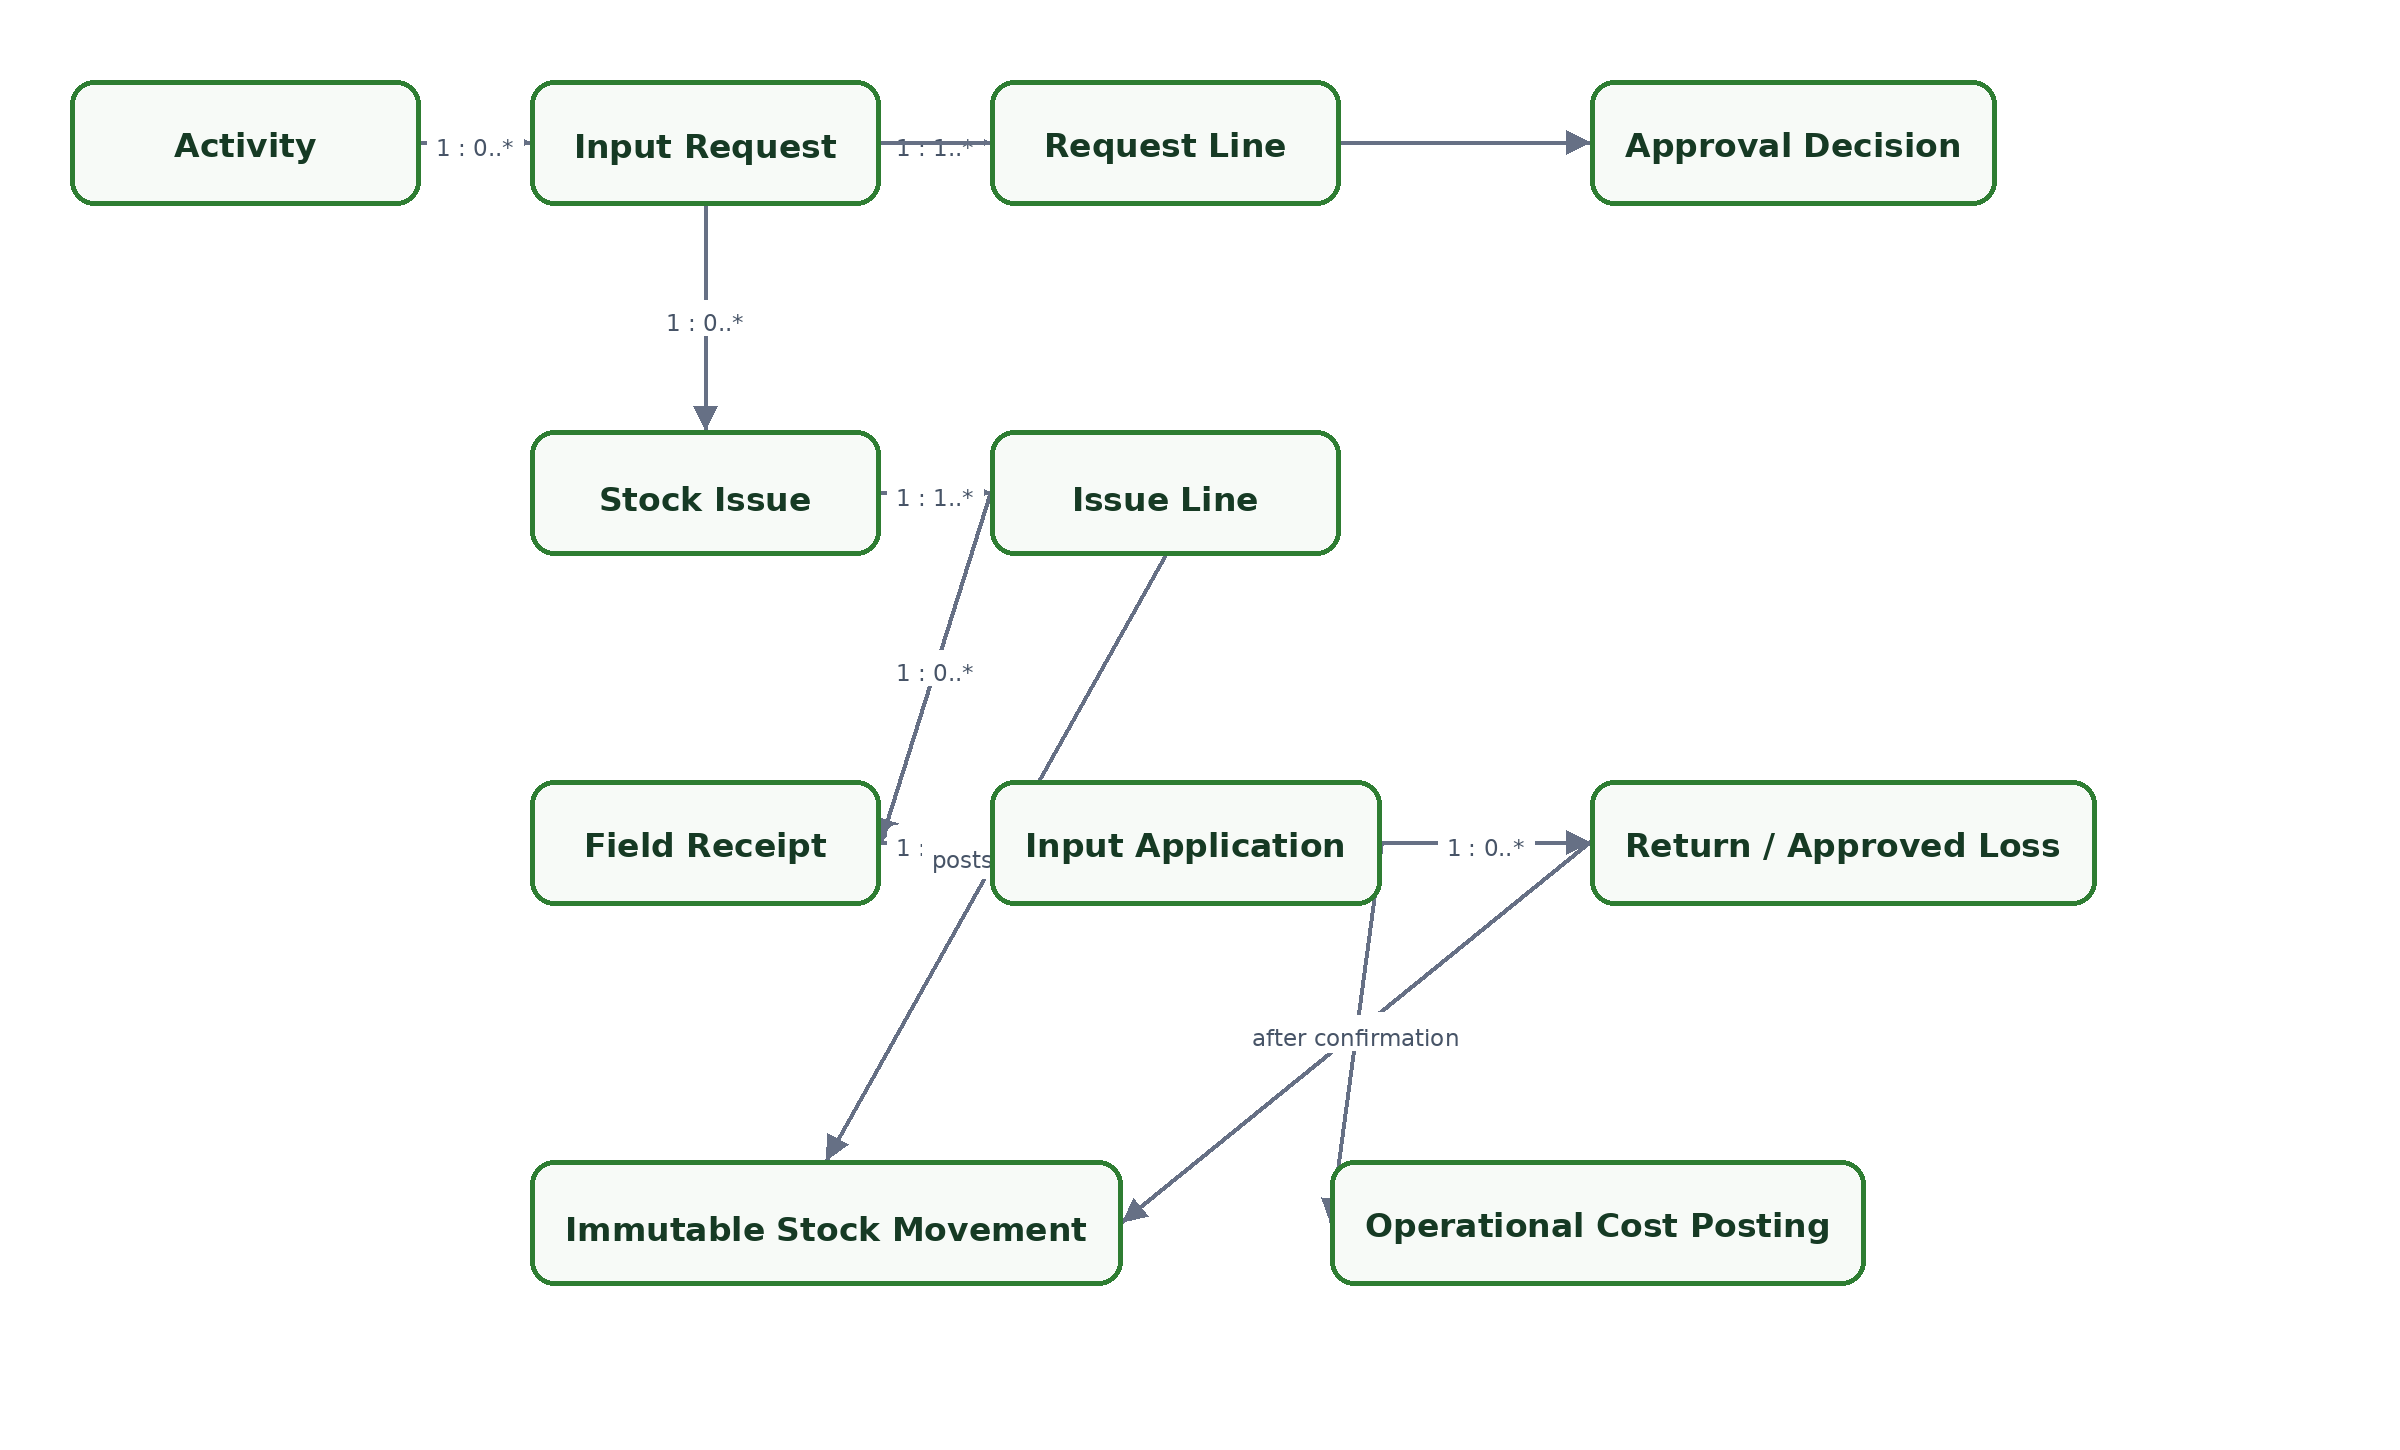 Activity
1 : 0..*
Input Request
1 : 1..*
Request Line
Approval Decision
1 : 0..*
Stock Issue
1 : 1..*
Issue Line
1 : 0..*
Field Receipt
1 :
posts
Input Application
1 : 0..*
Return / Approved Loss
after confirmation
Immutable Stock Movement
Operational Cost Posting